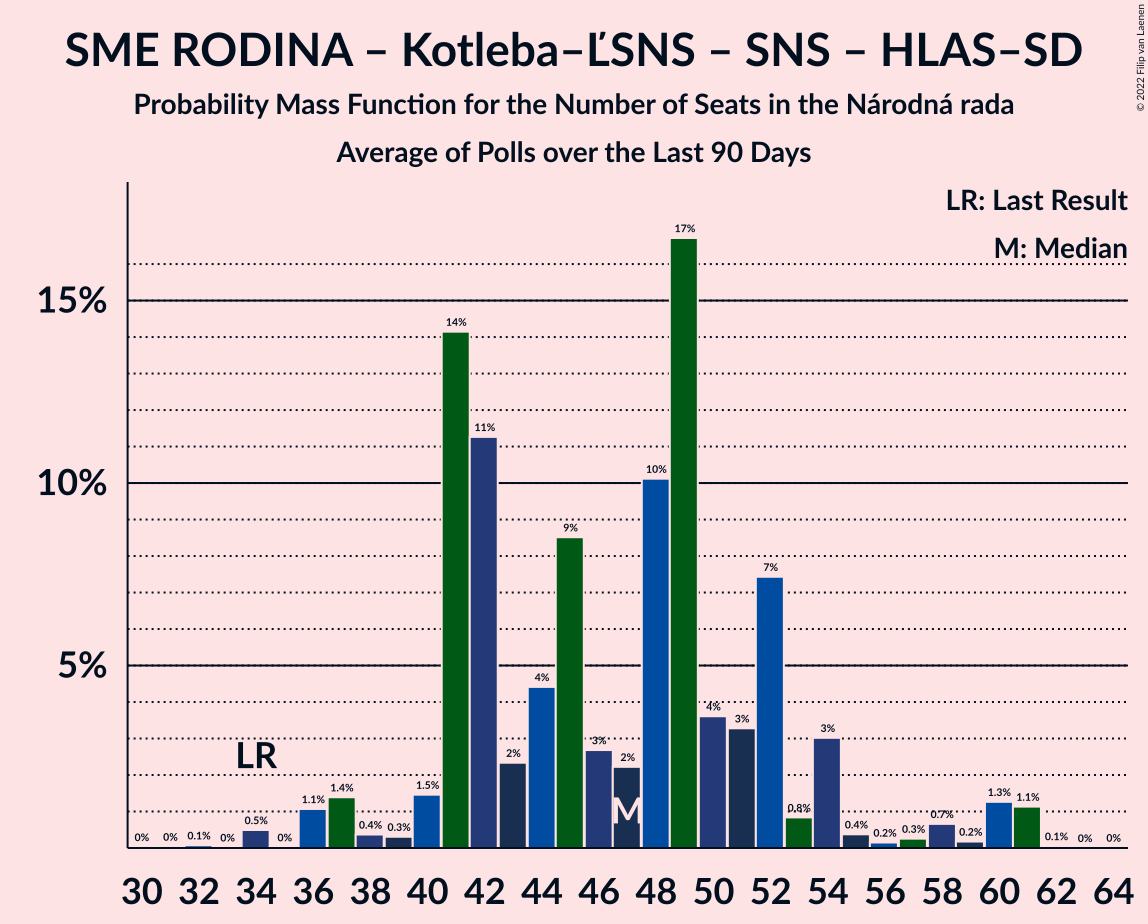 SME RODINA – Kotleba–ĽSNS – SNS – HLAS–SD
Probability Mass Function for the Number of Seats in the Národná rada
Average of Polls over the Last 90 Days
© 2022 Filip van Laenen
LR: Last Result
M: Median
15%
10%
5%
0% 0% 0.1% 0% 0.5% 0% 1.1% 1.4% 0.4% 0.3% 1.5% 14% 11% 2% 4% 9% 3% 2% 10% 17% 4% 3% 7% 0.8% 3% 0.4% 0.2% 0.3% 0.7% 0.2% 1.3% 1.1% 0.1% 0% 0%
LR
M
30 32 34 36 38 40 42 44 46 48 50 52 54 56 58 60 62 64